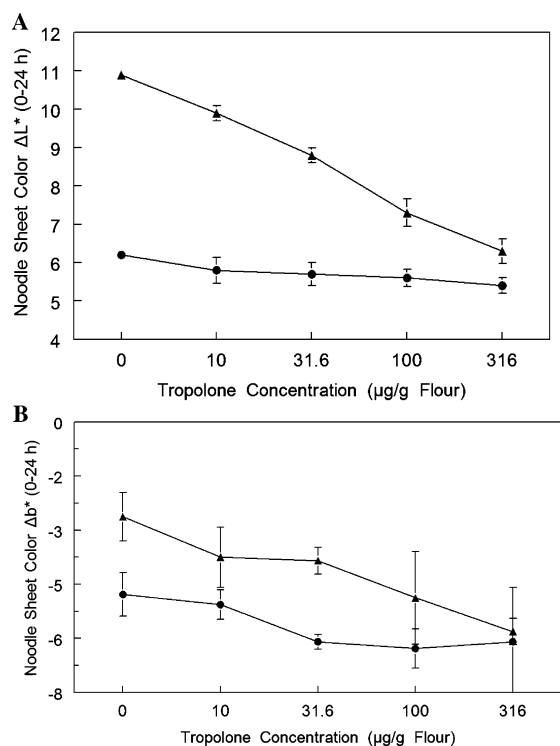 A
12
11
10
9
8
7
6
5
4
Noodle Sheet Color ΔL* (0-24 h)
0 10 31.6 100 316
Tropolone Concentration (µg/g Flour)
B
0
-2
-3
-5
-6
-8
Noodle Sheet Color Δb* (0-24 h)
0 10 31.6 100 316
Tropolone Concentration (µg/g Flour)